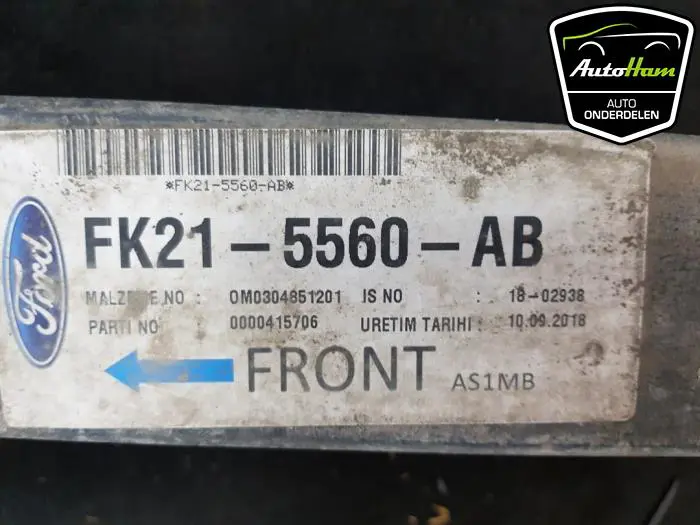 AutoHam
AUTO
ONDERDELEN
*FK21-5560-AB*
Ford
FK21-5560-AB
MALZEME NO : OM0304851201 IS NO : 18-02938
PARTI NO 0000415706 URETIM TARIHI : 10.09.2018
FRONT AS1MB